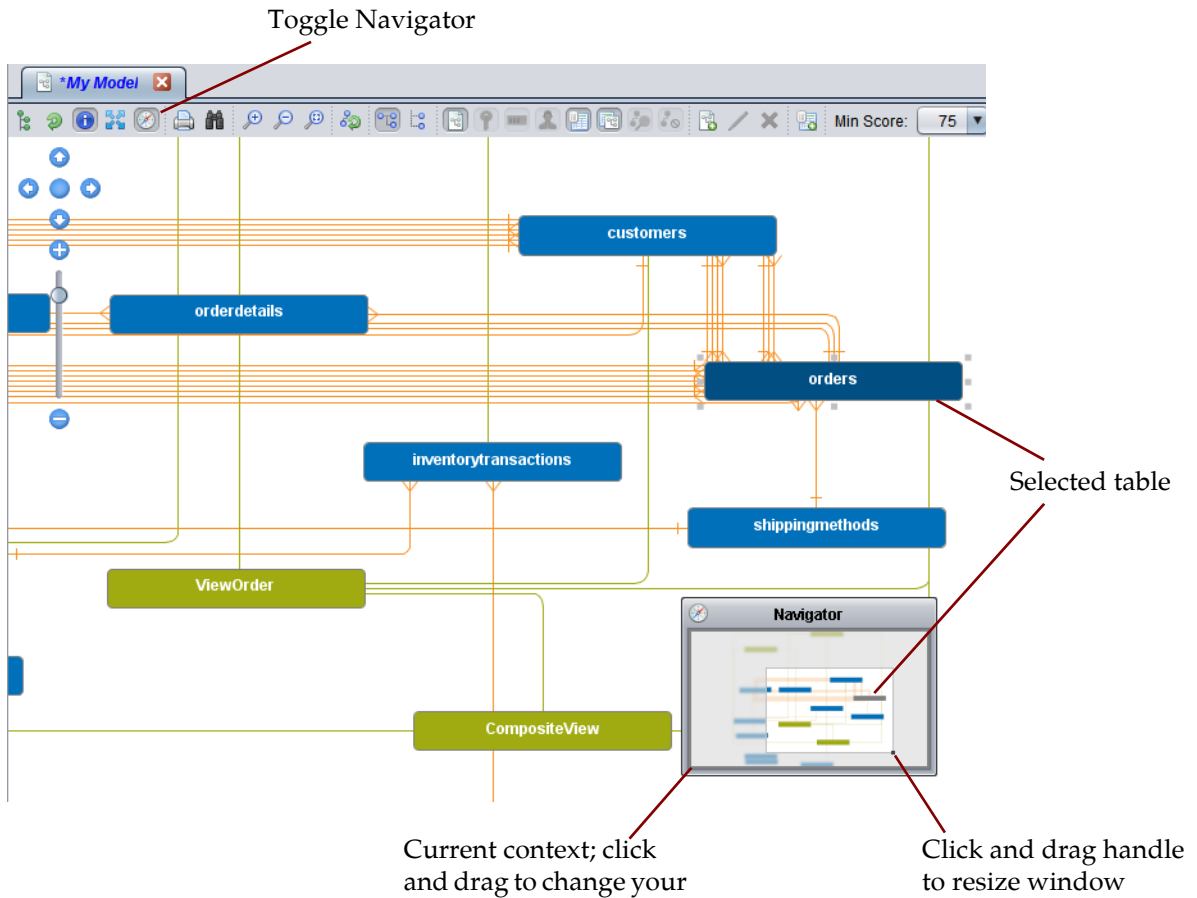 Toggle Navigator
*My Model
Min Score: 75
customers
orderdetails
orders
inventorytransactions
Selected table
shippingmethods
ViewOrder
Navigator
CompositeView
Current context; click
and drag to change your
Click and drag handle
to resize window